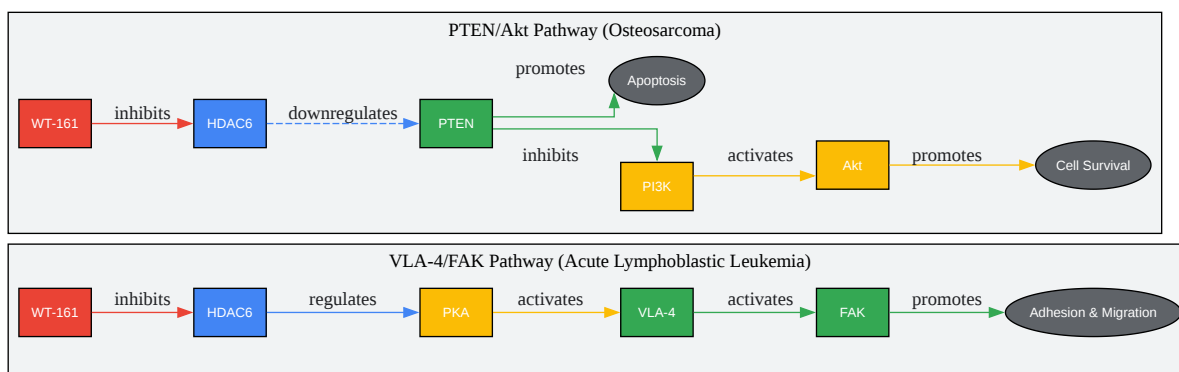 PTEN/Akt Pathway (Osteosarcoma)
promotes
Apoptosis
WT-161
inhibits
HDAC6
downregulates
PTEN
inhibits
PI3K
activates
Akt
promotes
Cell Survival
VLA-4/FAK Pathway (Acute Lymphoblastic Leukemia)
WT-161
inhibits
HDAC6
regulates
PKA
activates
VLA-4
activates
FAK
promotes
Adhesion & Migration